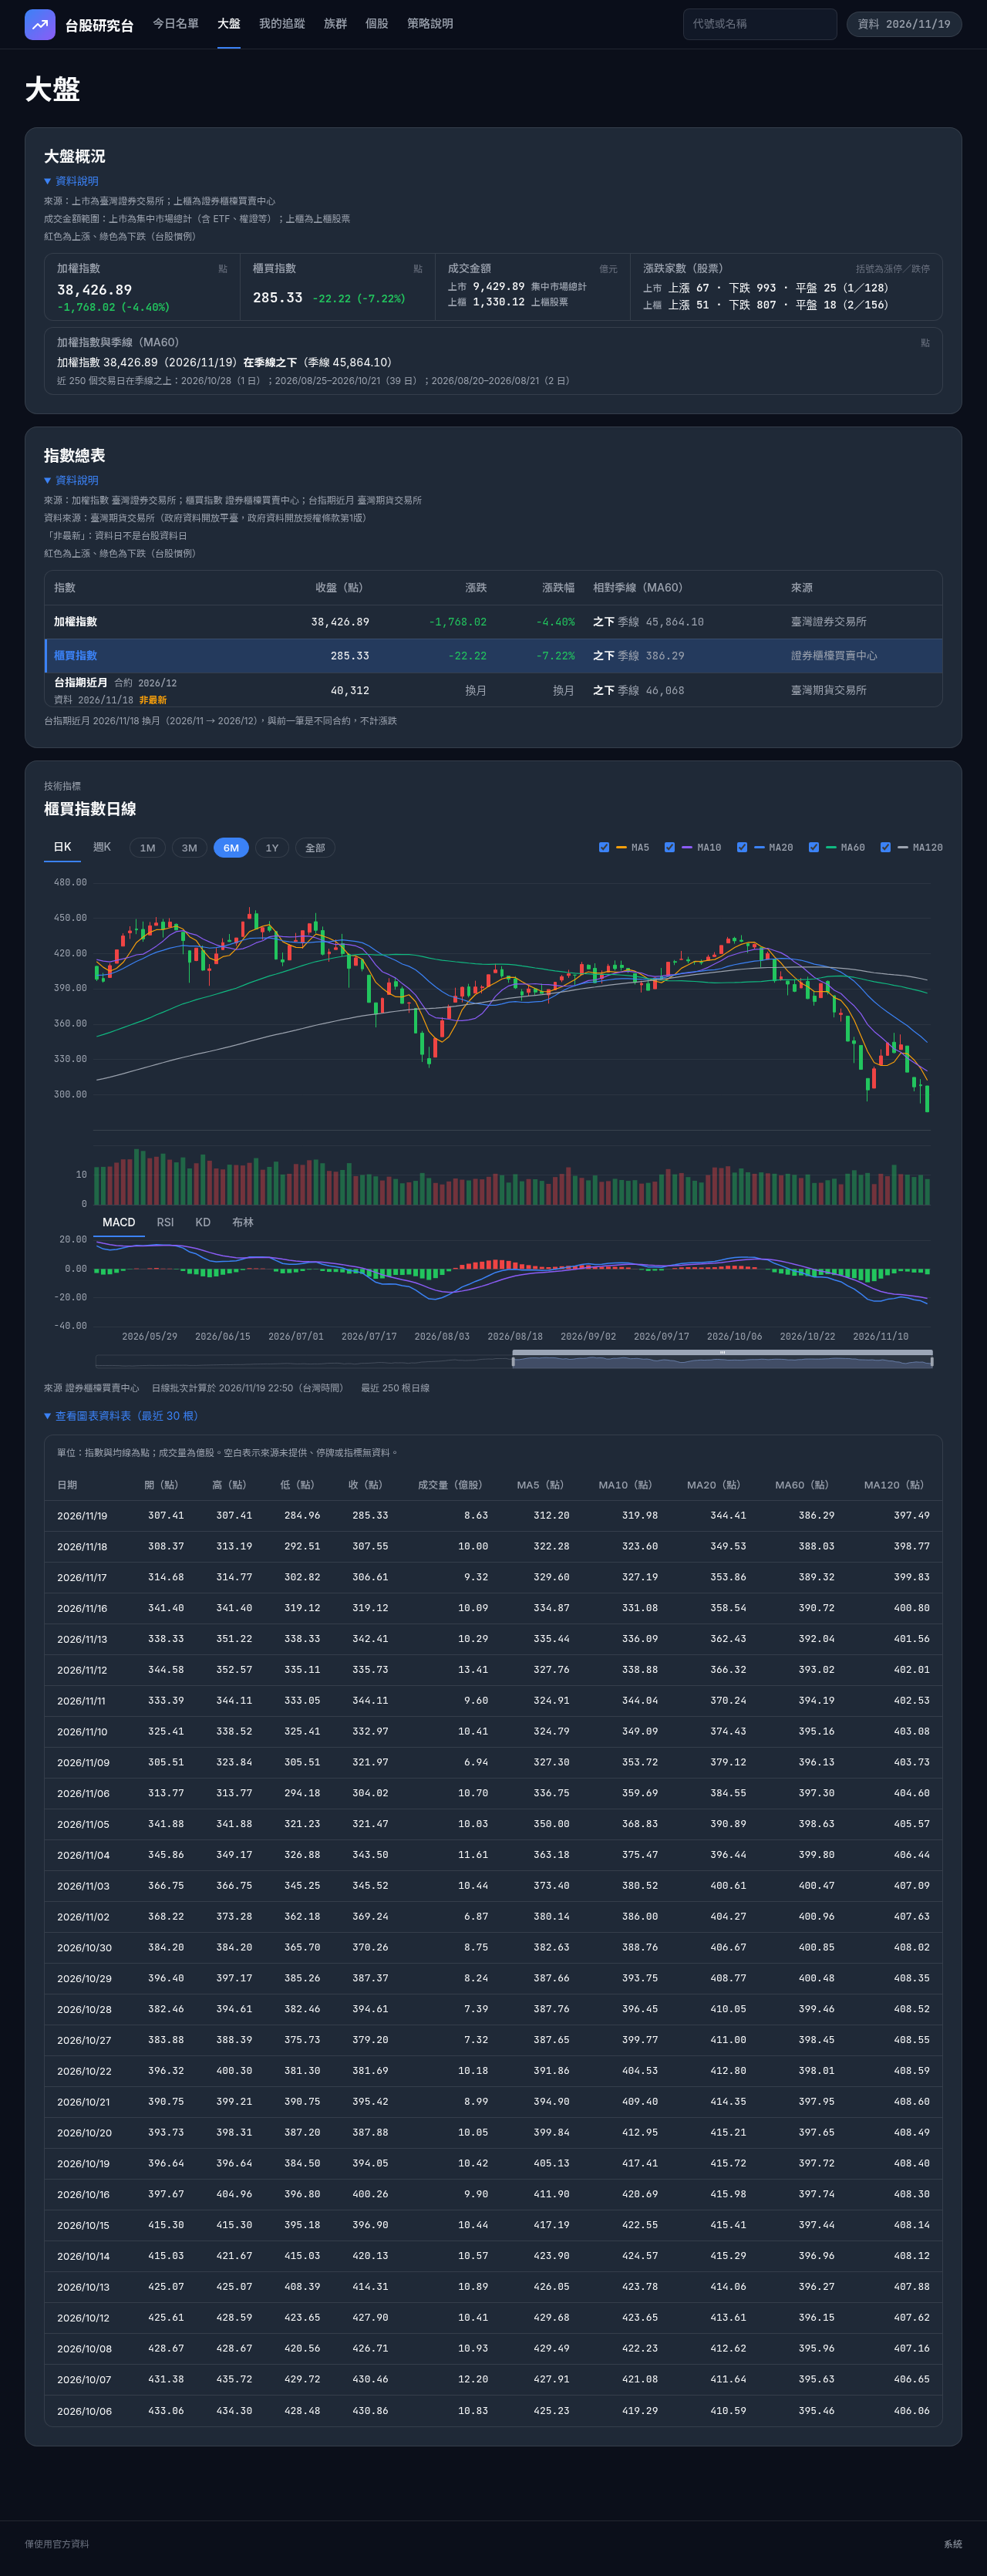 台股研究台 今日名單 大盤 我的追蹤 族群 個股 策略說明 代號或名稱 資料 2026/11/19
大盤
大盤概況
▼ 資料說明
來源：上市為臺灣證券交易所；上櫃為證券櫃檯買賣中心
成交金額範圍：上市為集中市場總計（含 ETF、權證等）；上櫃為上櫃股票
紅色為上漲、綠色為下跌（台股慣例）
加權指數 點
38,426.89
-1,768.02 (-4.40%)
櫃買指數 點
285.33 -22.22 (-7.22%)
成交金額 億元
上市 9,429.89 集中市場總計
上櫃 1,330.12 上櫃股票
漲跌家數（股票） 括號為漲停／跌停
上市 上漲 67 · 下跌 993 · 平盤 25（1／128）
上櫃 上漲 51 · 下跌 807 · 平盤 18（2／156）
加權指數與季線（MA60） 點
加權指數 38,426.89（2026/11/19）在季線之下（季線 45,864.10）
近 250 個交易日在季線之上：2026/10/28（1 日）；2026/08/25–2026/10/21（39 日）；2026/08/20–2026/08/21（2 日）
指數總表
▼ 資料說明
來源：加權指數 臺灣證券交易所；櫃買指數 證券櫃檯買賣中心；台指期近月 臺灣期貨交易所
資料來源：臺灣期貨交易所（政府資料開放平臺，政府資料開放授權條款第1版）
「非最新」：資料日不是台股資料日
紅色為上漲、綠色為下跌（台股慣例）
指數 收盤（點） 漲跌 漲跌幅 相對季線（MA60） 來源
加權指數 38,426.89 -1,768.02 -4.40% 之下 季線 45,864.10 臺灣證券交易所
櫃買指數 285.33 -22.22 -7.22% 之下 季線 386.29 證券櫃檯買賣中心
台指期近月 合約 2026/12
資料 2026/11/18 非最新
40,312 換月 換月 之下 季線 46,068 臺灣期貨交易所
台指期近月 2026/11/18 換月（2026/11 → 2026/12），與前一筆是不同合約，不計漲跌
技術指標
櫃買指數日線
日K 週K 1M 3M 6M 1Y 全部 MA5 MA10 MA20 MA60 MA120
480.00
450.00
420.00
390.00
360.00
330.00
300.00
10
0
MACD RSI KD 布林
20.00
0.00
-20.00
-40.00
2026/05/29 2026/06/15 2026/07/01 2026/07/17 2026/08/03 2026/08/18 2026/09/02 2026/09/17 2026/10/06 2026/10/22 2026/11/10
來源 證券櫃檯買賣中心 日線批次計算於 2026/11/19 22:50（台灣時間） 最近 250 根日線
▼ 查看圖表資料表（最近 30 根）
單位：指數與均線為點；成交量為億股。空白表示來源未提供、停牌或指標無資料。
日期 開（點） 高（點） 低（點） 收（點） 成交量（億股） MA5（點） MA10（點） MA20（點） MA60（點） MA120（點）
2026/11/19 307.41 307.41 284.96 285.33 8.63 312.20 319.98 344.41 386.29 397.49
2026/11/18 308.37 313.19 292.51 307.55 10.00 322.28 323.60 349.53 388.03 398.77
2026/11/17 314.68 314.77 302.82 306.61 9.32 329.60 327.19 353.86 389.32 399.83
2026/11/16 341.40 341.40 319.12 319.12 10.09 334.87 331.08 358.54 390.72 400.80
2026/11/13 338.33 351.22 338.33 342.41 10.29 335.44 336.09 362.43 392.04 401.56
2026/11/12 344.58 352.57 335.11 335.73 13.41 327.76 338.88 366.32 393.02 402.01
2026/11/11 333.39 344.11 333.05 344.11 9.60 324.91 344.04 370.24 394.19 402.53
2026/11/10 325.41 338.52 325.41 332.97 10.41 324.79 349.09 374.43 395.16 403.08
2026/11/09 305.51 323.84 305.51 321.97 6.94 327.30 353.72 379.12 396.13 403.73
2026/11/06 313.77 313.77 294.18 304.02 10.70 336.75 359.69 384.55 397.30 404.60
2026/11/05 341.88 341.88 321.23 321.47 10.03 350.00 368.83 390.89 398.63 405.57
2026/11/04 345.86 349.17 326.88 343.50 11.61 363.18 375.47 396.44 399.80 406.44
2026/11/03 366.75 366.75 345.25 345.52 10.44 373.40 380.52 400.61 400.47 407.09
2026/11/02 368.22 373.28 362.18 369.24 6.87 380.14 386.00 404.27 400.96 407.63
2026/10/30 384.20 384.20 365.70 370.26 8.75 382.63 388.76 406.67 400.85 408.02
2026/10/29 396.40 397.17 385.26 387.37 8.24 387.66 393.75 408.77 400.48 408.35
2026/10/28 382.46 394.61 382.46 394.61 7.39 387.76 396.45 410.05 399.46 408.52
2026/10/27 383.88 388.39 375.73 379.20 7.32 387.65 399.77 411.00 398.45 408.55
2026/10/22 396.32 400.30 381.30 381.69 10.18 391.86 404.53 412.80 398.01 408.59
2026/10/21 390.75 399.21 390.75 395.42 8.99 394.90 409.40 414.35 397.95 408.60
2026/10/20 393.73 398.31 387.20 387.88 10.05 399.84 412.95 415.21 397.65 408.49
2026/10/19 396.64 396.64 384.50 394.05 10.42 405.13 417.41 415.72 397.72 408.40
2026/10/16 397.67 404.96 396.80 400.26 9.90 411.90 420.69 415.98 397.74 408.30
2026/10/15 415.30 415.30 395.18 396.90 10.44 417.19 422.55 415.41 397.44 408.14
2026/10/14 415.03 421.67 415.03 420.13 10.57 423.90 424.57 415.29 396.96 408.12
2026/10/13 425.07 425.07 408.39 414.31 10.89 426.05 423.78 414.06 396.27 407.88
2026/10/12 425.61 428.59 423.65 427.90 10.41 429.68 423.65 413.61 396.15 407.62
2026/10/08 428.67 428.67 420.56 426.71 10.93 429.49 422.23 412.62 395.96 407.16
2026/10/07 431.38 435.72 429.72 430.46 12.20 427.91 421.08 411.64 395.63 406.65
2026/10/06 433.06 434.30 428.48 430.86 10.83 425.23 419.29 410.59 395.46 406.06
僅使用官方資料 系統